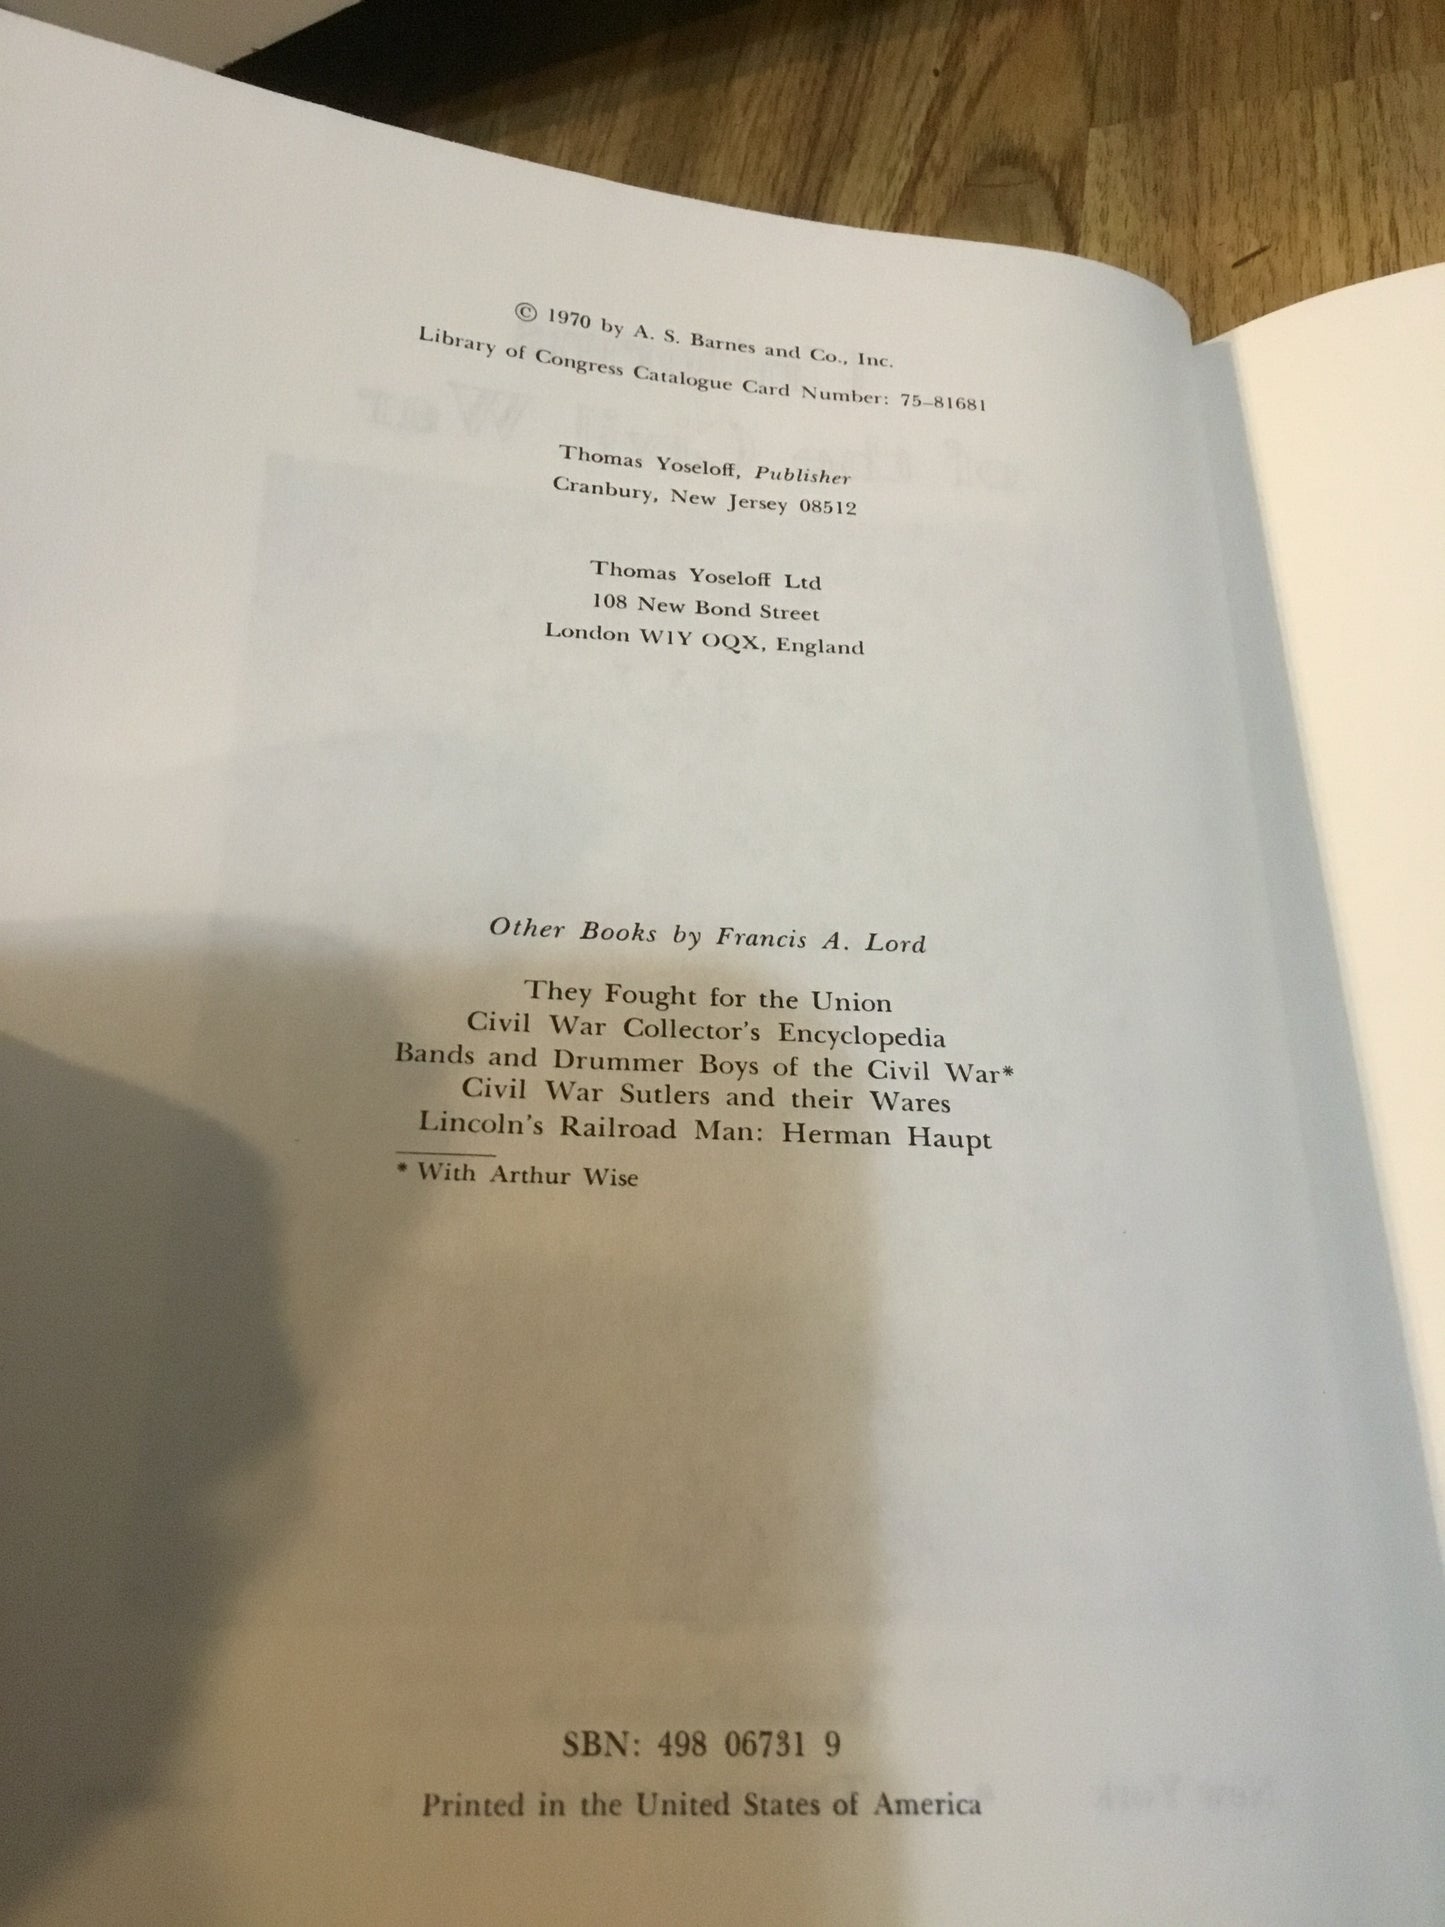 © 1970 by A. S. Barnes and Co., Inc.
Library of Congress Catalogue Card Number: 75–81681
Thomas Yoseloff, Publisher
Cranbury, New Jersey 08512
Thomas Yoseloff Ltd
108 New Bond Street
London W1Y OQX, England
Other Books by Francis A. Lord
They Fought for the Union
Civil War Collector's Encyclopedia
Bands and Drummer Boys of the Civil War*
Civil War Sutlers and their Wares
Lincoln's Railroad Man: Herman Haupt
* With Arthur Wise
SBN: 498 06731 9
Printed in the United States of America